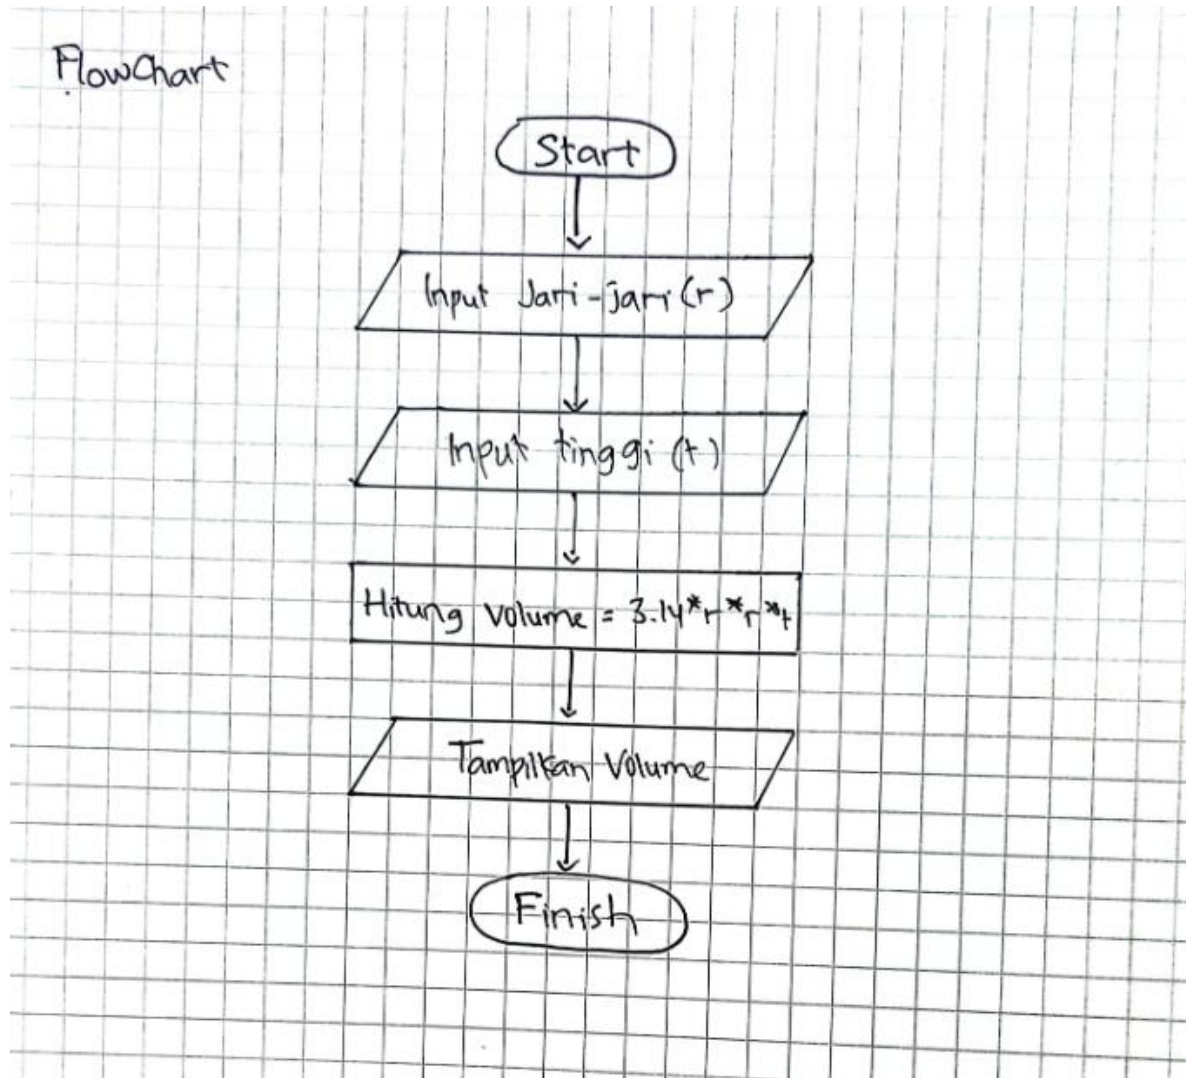 FlowChart
Start
Input Jari-jari (r)
Input tinggi (t)
Hitung Volume = 3.14*r*r*t
Tampilkan Volume
Finish